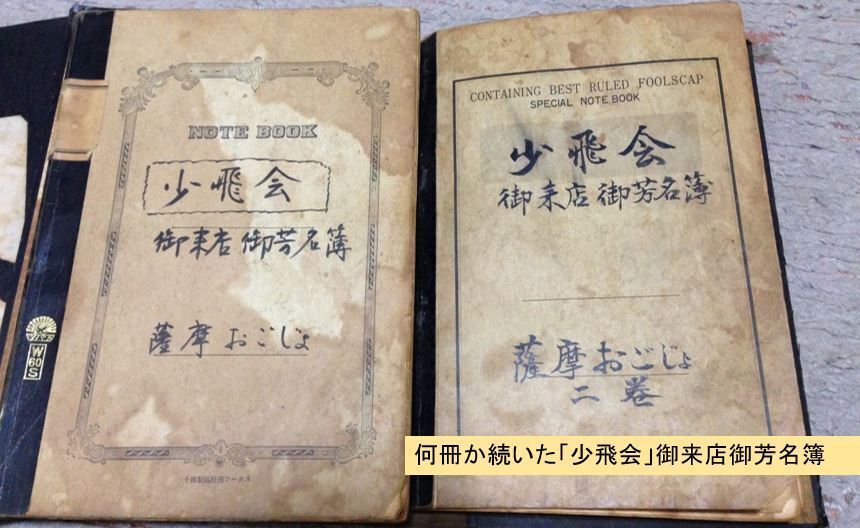 NOTE BOOK
少飛会
御来店御芳名簿
薩摩おごじょ
W
60
S
CONTAINING BEST RULED FOOLSCAP
SPECIAL NOTE BOOK
少飛会
御来店御芳名簿
薩摩おごじょ
二巻
何冊か続いた「少飛会」御来店御芳名簿